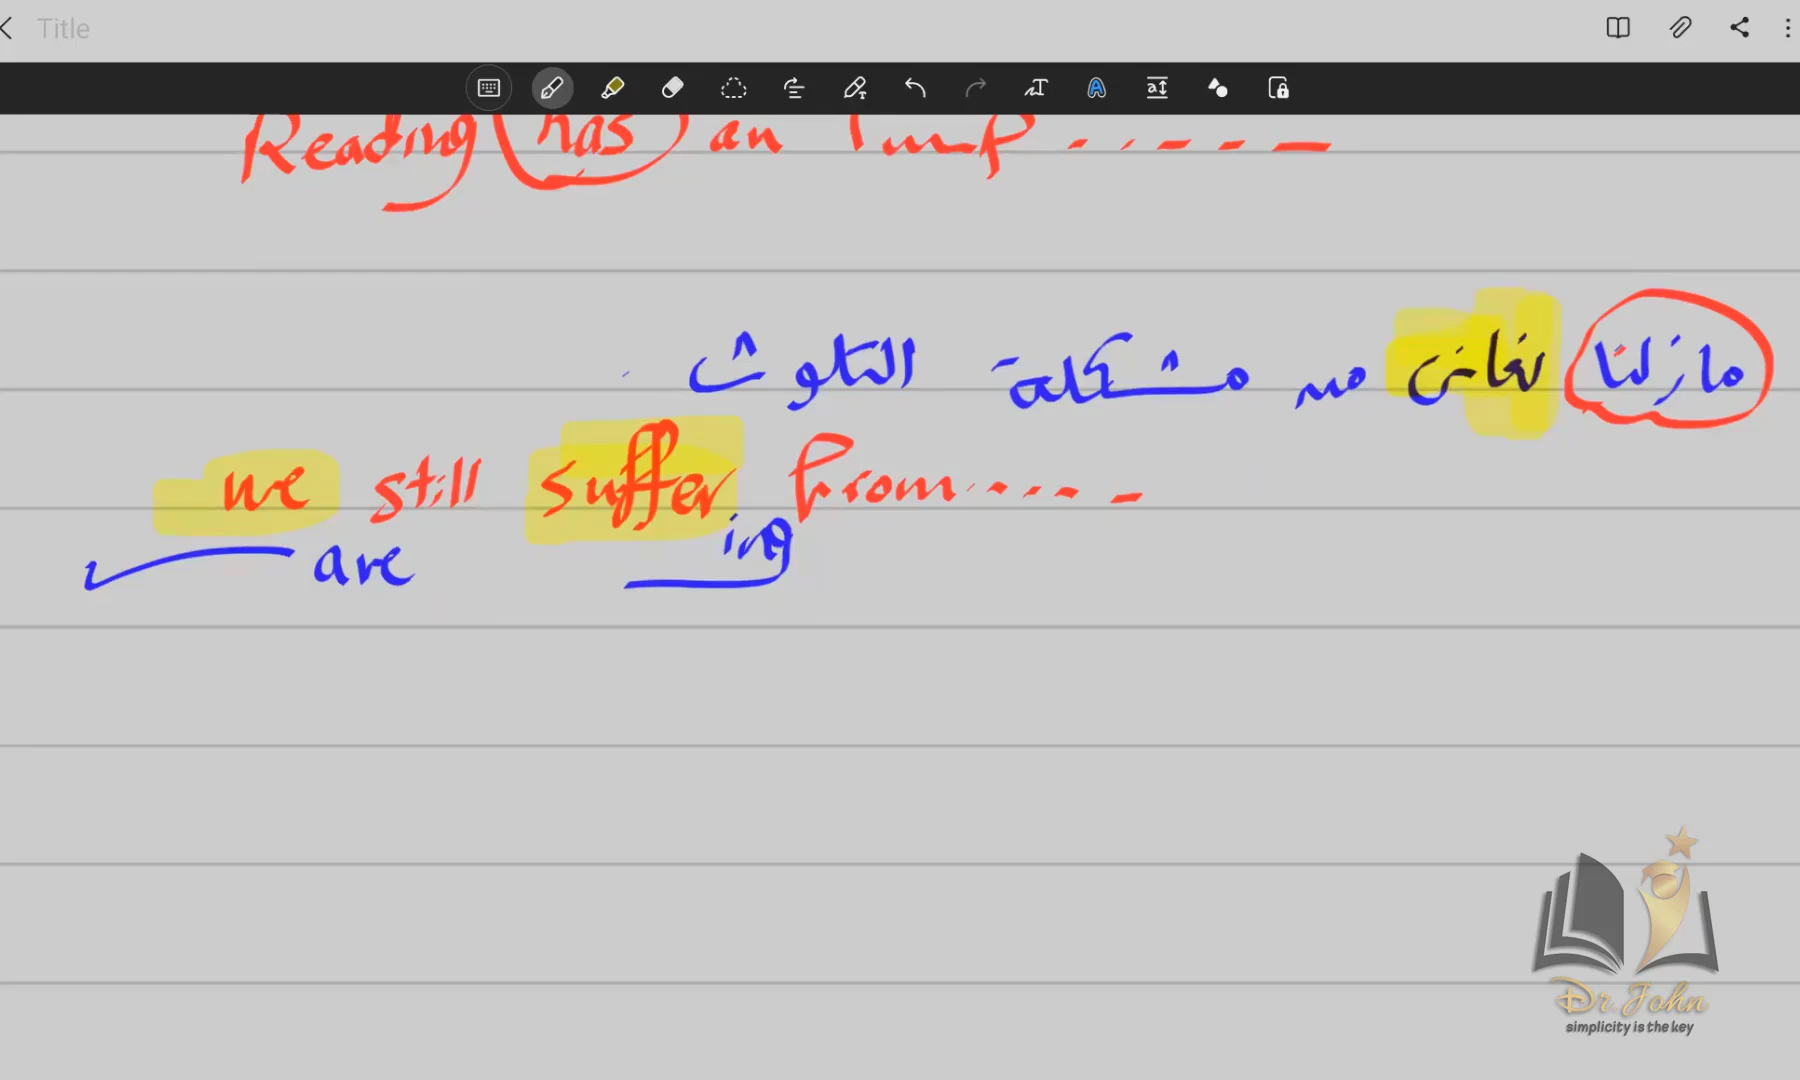 Title
Reading (has) an Imp - - - - -
مازلنا نعانى من مشكلة التلوث
we still suffer from - - - - -
are ing
Dr. John
simplicity is the key